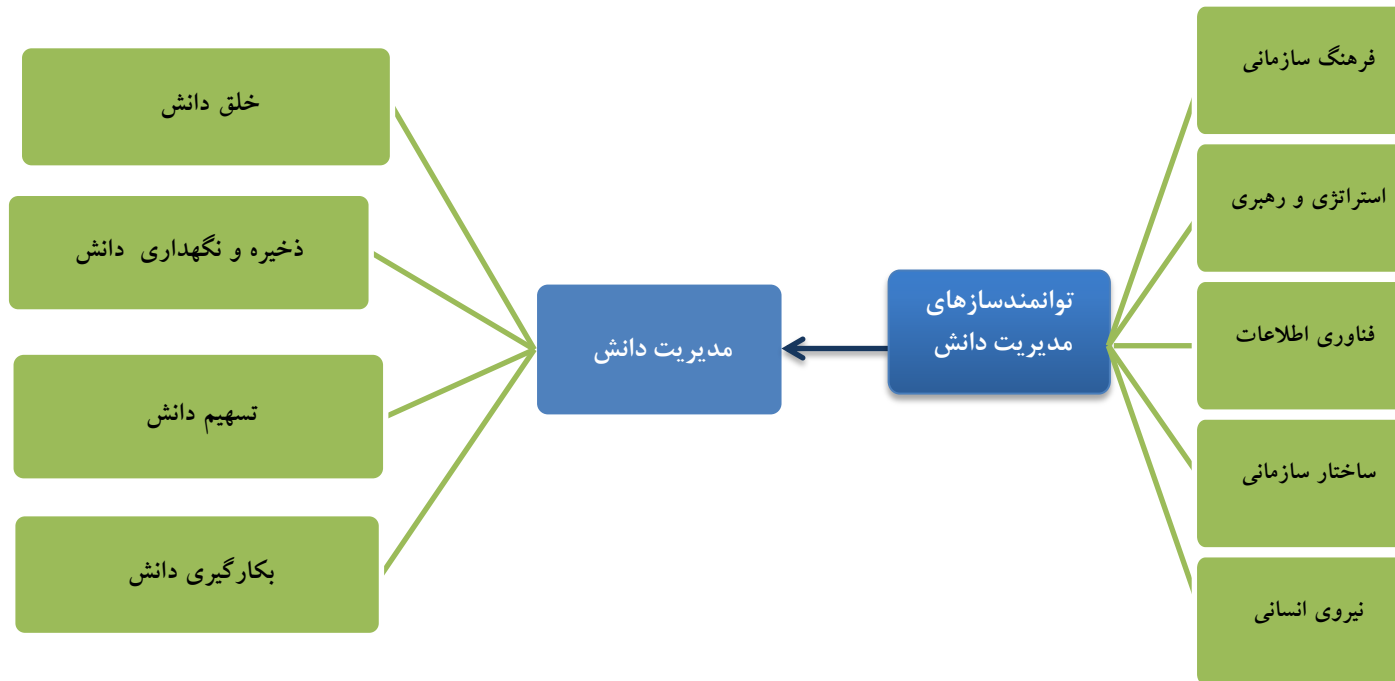 فرهنگ سازمانی
استراتژی و رهبری
فناوری اطلاعات
ساختار سازمانی
نیروی انسانی
توانمندسازهای
مدیریت دانش
مدیریت دانش
خلق دانش
ذخیره و نگهداری دانش
تسهیم دانش
بکارگیری دانش